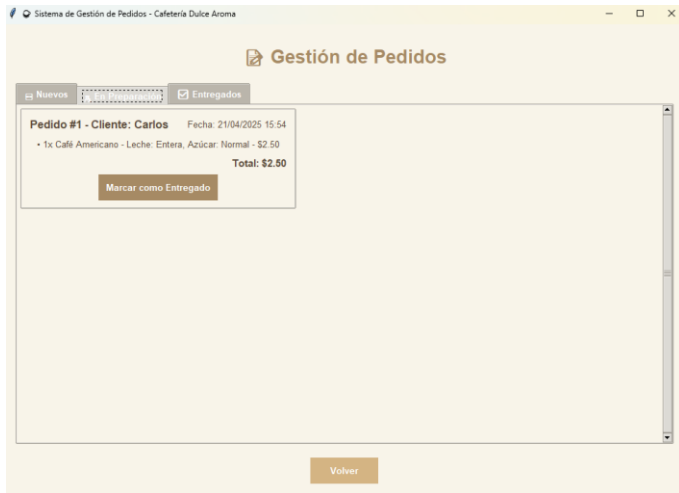 Sistema de Gestión de Pedidos - Cafetería Dulce Aroma
Gestión de Pedidos
Nuevos En Preparación Entregados
Pedido #1 - Cliente: Carlos Fecha: 21/04/2025 15:54
• 1x Café Americano - Leche: Entera, Azúcar: Normal - $2.50
Total: $2.50
Marcar como Entregado
Volver